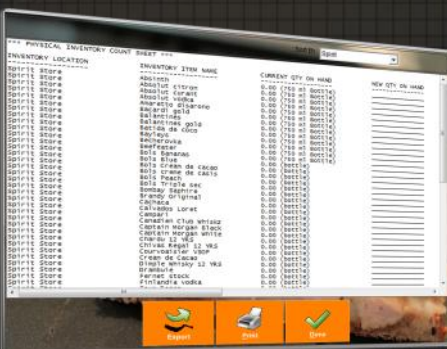 Sort By Spirit
*** PHYSICAL INVENTORY COUNT SHEET ***
INVENTORY LOCATION INVENTORY ITEM NAME CURRENT QTY ON HAND NEW QTY ON HAND
Spirit Store Absinth 0.00 (750 ml Bottle)
Spirit Store Absolut citron 0.00 (750 ml Bottle)
Spirit Store Absolut Corant 0.00 (750 ml Bottle)
Spirit Store Absolut vodka 0.00 (750 ml Bottle)
Spirit Store Amaretto disarono 0.00 (750 ml Bottle)
Spirit Store Bacardi gold 0.00 (750 ml Bottle)
Spirit Store Balantines 0.00 (750 ml Bottle)
Spirit Store Balantines gold 0.00 (750 ml Bottle)
Spirit Store Batida de coco 0.00 (750 ml Bottle)
Spirit Store Bayleys 0.00 (750 ml Bottle)
Spirit Store Becherovka 0.00 (750 ml Bottle)
Spirit Store Beefeater 0.00 (750 ml Bottle)
Spirit Store Bols Bananas 0.00 (750 ml Bottle)
Spirit Store Bols Blue 0.00 (Bottle)
Spirit Store Bols Crean de cacao 0.00 (Bottle)
Spirit Store Bols creme de casis 0.00 (Bottle)
Spirit Store Bols Peach 0.00 (Bottle)
Spirit Store Bols Triple sec 0.00 (Bottle)
Spirit Store Bombay Saphire 0.00 (Bottle)
Spirit Store Brandy Original 0.00 (Bottle)
Spirit Store Cachaca 0.00 (Bottle)
Spirit Store Calvados Loret 0.00 (Bottle)
Spirit Store Campari 0.00 (Bottle)
Spirit Store Canadian Club Whisky 0.00 (Bottle)
Spirit Store Captain Morgan Black 0.00 (Bottle)
Spirit Store Captain Morgan White 0.00 (Bottle)
Spirit Store 12 YRS 0.00 (Bottle)
Spirit Store Chivas Regal 12 YRS 0.00 (Bottle)
Spirit Store Courvoisier VSOP 0.00 (Bottle)
Spirit Store Crean de Cacao 0.00 (Bottle)
Spirit Store Dimple Whisky 12 YRS 0.00 (Bottle)
Spirit Store Drambuie 0.00 (Bottle)
Spirit Store Fernet stock 0.00 (Bottle)
Spirit Store Finlandia vodka 0.00 (Bottle)
Export Print Done